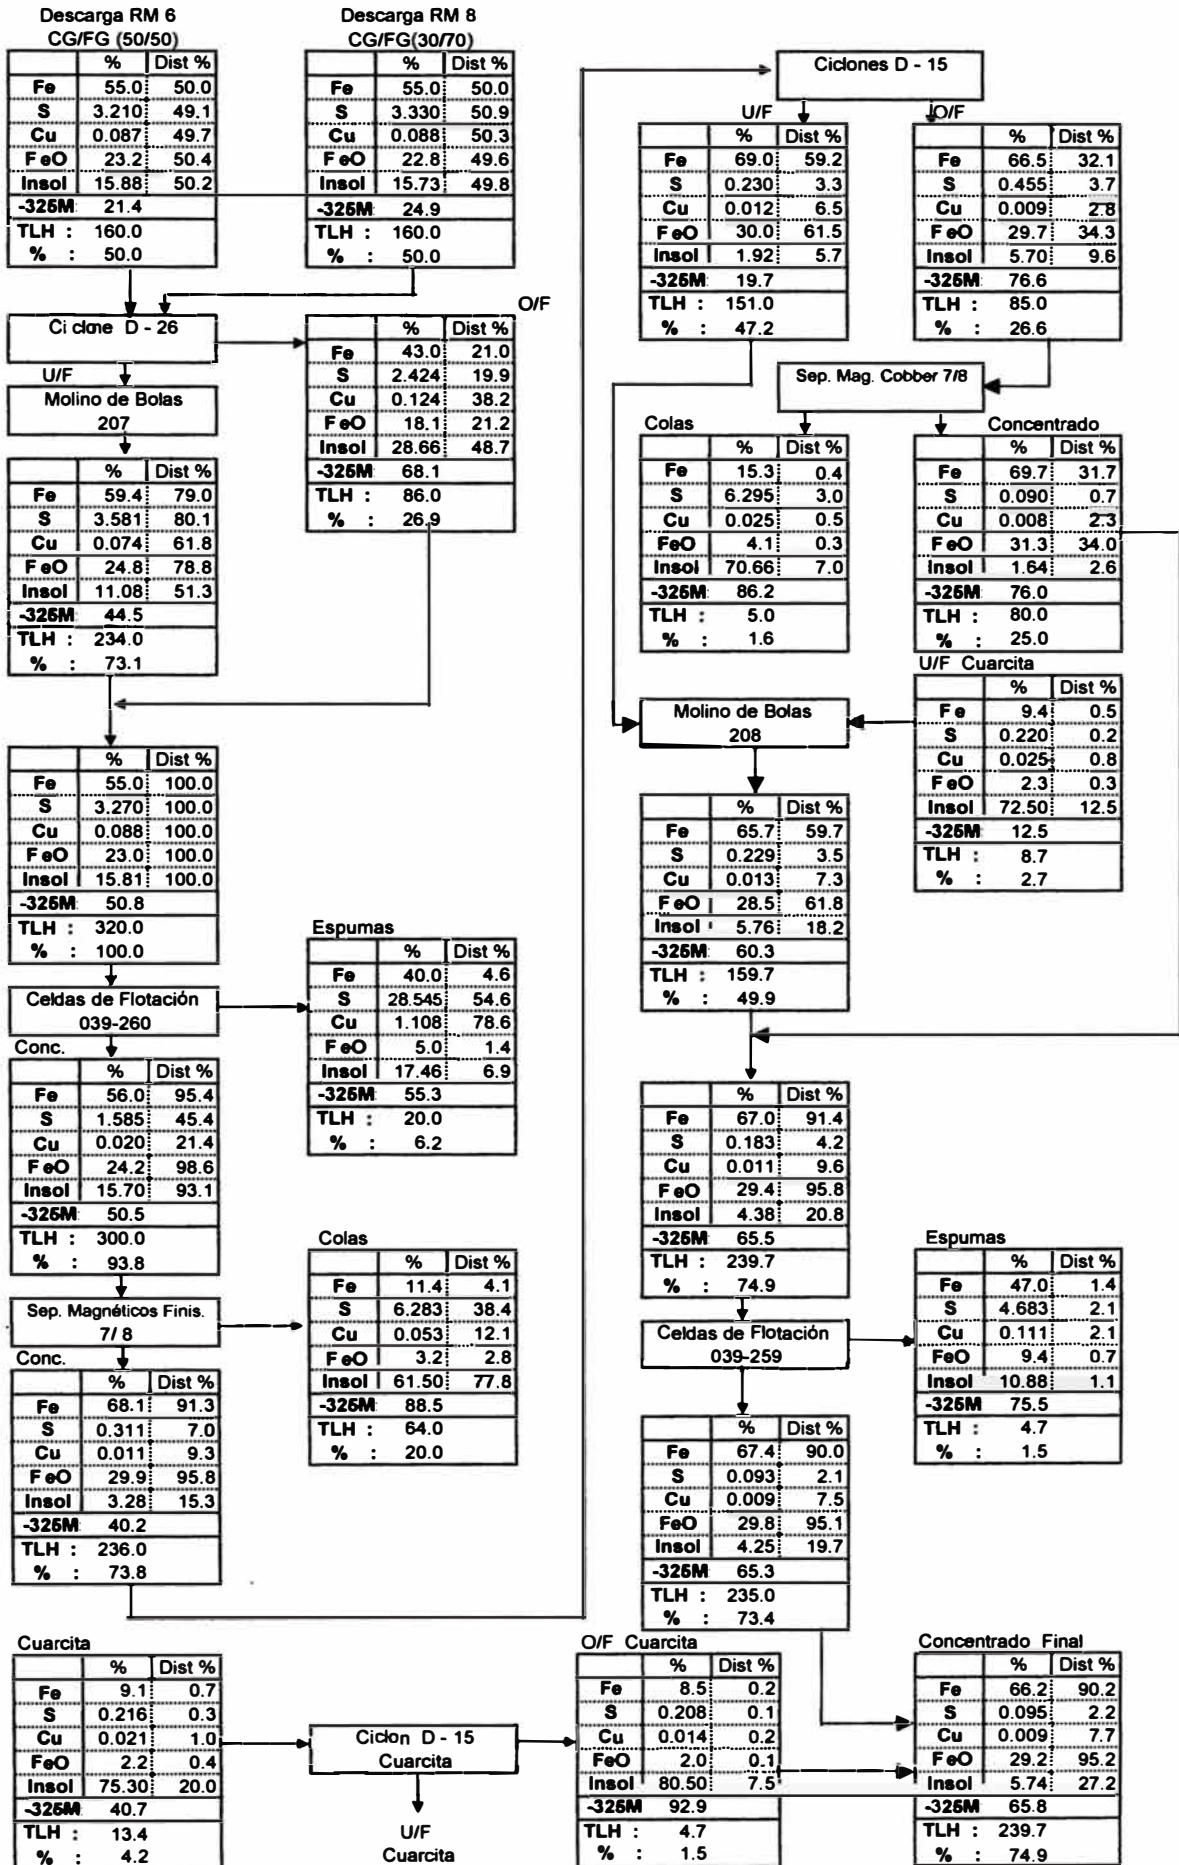 Descarga RM 6
CG/FG (50/50)
% Dist %
Fe 55.0 50.0
S 3.210 49.1
Cu 0.087 49.7
FeO 23.2 50.4
Insol 15.88 50.2
-325M 21.4
TLH : 160.0
% : 50.0
Descarga RM 8
CG/FG(30/70)
% Dist %
Fe 55.0 50.0
S 3.330 50.9
Cu 0.088 50.3
FeO 22.8 49.6
Insol 15.73 49.8
-325M 24.9
TLH : 160.0
% : 50.0
Ciclone D - 26
U/F
O/F
% Dist %
Fe 43.0 21.0
S 2.424 19.9
Cu 0.124 38.2
FeO 18.1 21.2
Insol 28.66 48.7
-325M 68.1
TLH : 86.0
% : 26.9
Molino de Bolas
207
% Dist %
Fe 59.4 79.0
S 3.581 80.1
Cu 0.074 61.8
FeO 24.8 78.8
Insol 11.08 51.3
-325M 44.5
TLH : 234.0
% : 73.1
% Dist %
Fe 55.0 100.0
S 3.270 100.0
Cu 0.088 100.0
FeO 23.0 100.0
Insol 15.81 100.0
-325M 50.8
TLH : 320.0
% : 100.0
Celdas de Flotación
039-260
Espumas
% Dist %
Fe 40.0 4.6
S 28.545 54.6
Cu 1.108 78.6
FeO 5.0 1.4
Insol 17.46 6.9
-325M 55.3
TLH : 20.0
% : 6.2
Conc.
% Dist %
Fe 56.0 95.4
S 1.585 45.4
Cu 0.020 21.4
FeO 24.2 98.6
Insol 15.70 93.1
-325M 50.5
TLH : 300.0
% : 93.8
Sep. Magnéticos Finis.
7/ 8
Colas
% Dist %
Fe 11.4 4.1
S 6.283 38.4
Cu 0.053 12.1
FeO 3.2 2.8
Insol 61.50 77.8
-325M 88.5
TLH : 64.0
% : 20.0
Conc.
% Dist %
Fe 68.1 91.3
S 0.311 7.0
Cu 0.011 9.3
FeO 29.9 95.8
Insol 3.28 15.3
-325M 40.2
TLH : 236.0
% : 73.8
Ciclones D - 15
U/F
% Dist %
Fe 69.0 59.2
S 0.230 3.3
Cu 0.012 6.5
FeO 30.0 61.5
Insol 1.92 5.7
-325M 19.7
TLH : 151.0
% : 47.2
O/F
% Dist %
Fe 66.5 32.1
S 0.455 3.7
Cu 0.009 2.8
FeO 29.7 34.3
Insol 5.70 9.6
-325M 76.6
TLH : 85.0
% : 26.6
Sep. Mag. Cobber 7/8
Colas
% Dist %
Fe 15.3 0.4
S 6.295 3.0
Cu 0.025 0.5
FeO 4.1 0.3
Insol 70.66 7.0
-325M 86.2
TLH : 5.0
% : 1.6
Concentrado
% Dist %
Fe 69.7 31.7
S 0.090 0.7
Cu 0.008 2.3
FeO 31.3 34.0
Insol 1.64 2.6
-325M 76.0
TLH : 80.0
% : 25.0
U/F Cuarcita
% Dist %
Fe 9.4 0.5
S 0.220 0.2
Cu 0.025 0.8
FeO 2.3 0.3
Insol 72.50 12.5
-325M 12.5
TLH : 8.7
% : 2.7
Molino de Bolas
208
% Dist %
Fe 65.7 59.7
S 0.229 3.5
Cu 0.013 7.3
FeO 28.5 61.8
Insol 5.76 18.2
-325M 60.3
TLH : 159.7
% : 49.9
% Dist %
Fe 67.0 91.4
S 0.183 4.2
Cu 0.011 9.6
FeO 29.4 95.8
Insol 4.38 20.8
-325M 65.5
TLH : 239.7
% : 74.9
Celdas de Flotación
039-259
Espumas
% Dist %
Fe 47.0 1.4
S 4.683 2.1
Cu 0.111 2.1
FeO 9.4 0.7
Insol 10.88 1.1
-325M 75.5
TLH : 4.7
% : 1.5
% Dist %
Fe 67.4 90.0
S 0.093 2.1
Cu 0.009 7.5
FeO 29.8 95.1
Insol 4.25 19.7
-325M 65.3
TLH : 235.0
% : 73.4
Cuarcita
% Dist %
Fe 9.1 0.7
S 0.216 0.3
Cu 0.021 1.0
FeO 2.2 0.4
Insol 75.30 20.0
-325M 40.7
TLH : 13.4
% : 4.2
Ciclon D - 15
Cuarcita
U/F
Cuarcita
O/F Cuarcita
% Dist %
Fe 8.5 0.2
S 0.208 0.1
Cu 0.014 0.2
FeO 2.0 0.1
Insol 80.50 7.5
-325M 92.9
TLH : 4.7
% : 1.5
Concentrado Final
% Dist %
Fe 66.2 90.2
S 0.095 2.2
Cu 0.009 7.7
FeO 29.2 95.2
Insol 5.74 27.2
-325M 65.8
TLH : 239.7
% : 74.9